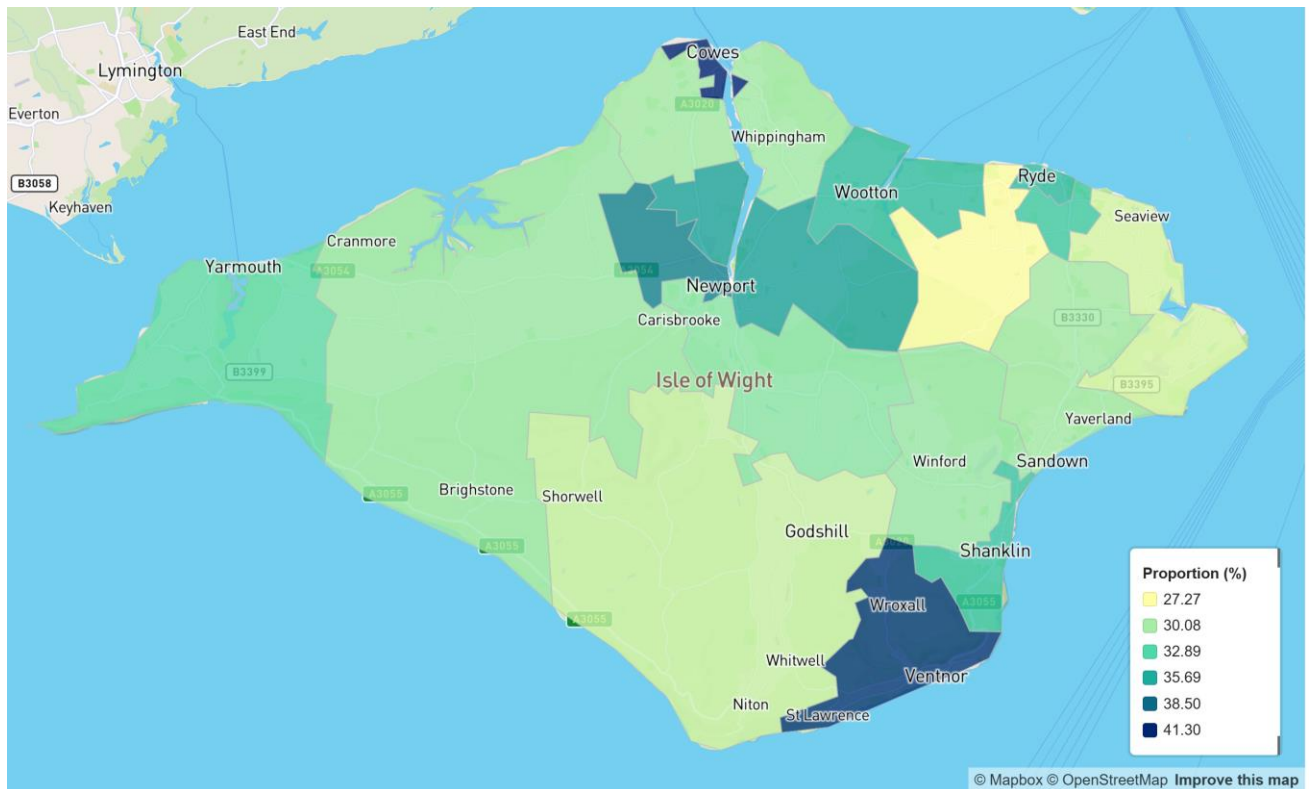 East End
Lymington
Everton
B3058
Keyhaven
Cowes
A3020
Whippingham
Wootton
Ryde
Seaview
Cranmore
Yarmouth
A3054
A3054
Newport
Carisbrooke
B3330
B3399
Isle of Wight
B3395
Yaverland
Winford
Sandown
Brighstone
A3055
Shorwell
Godshill
A3055
Shanklin
Wroxall
A3055
A3055
Whitwell
Ventnor
Niton
St Lawrence
Proportion (%)
27.27
30.08
32.89
35.69
38.50
41.30
© Mapbox © OpenStreetMap Improve this map